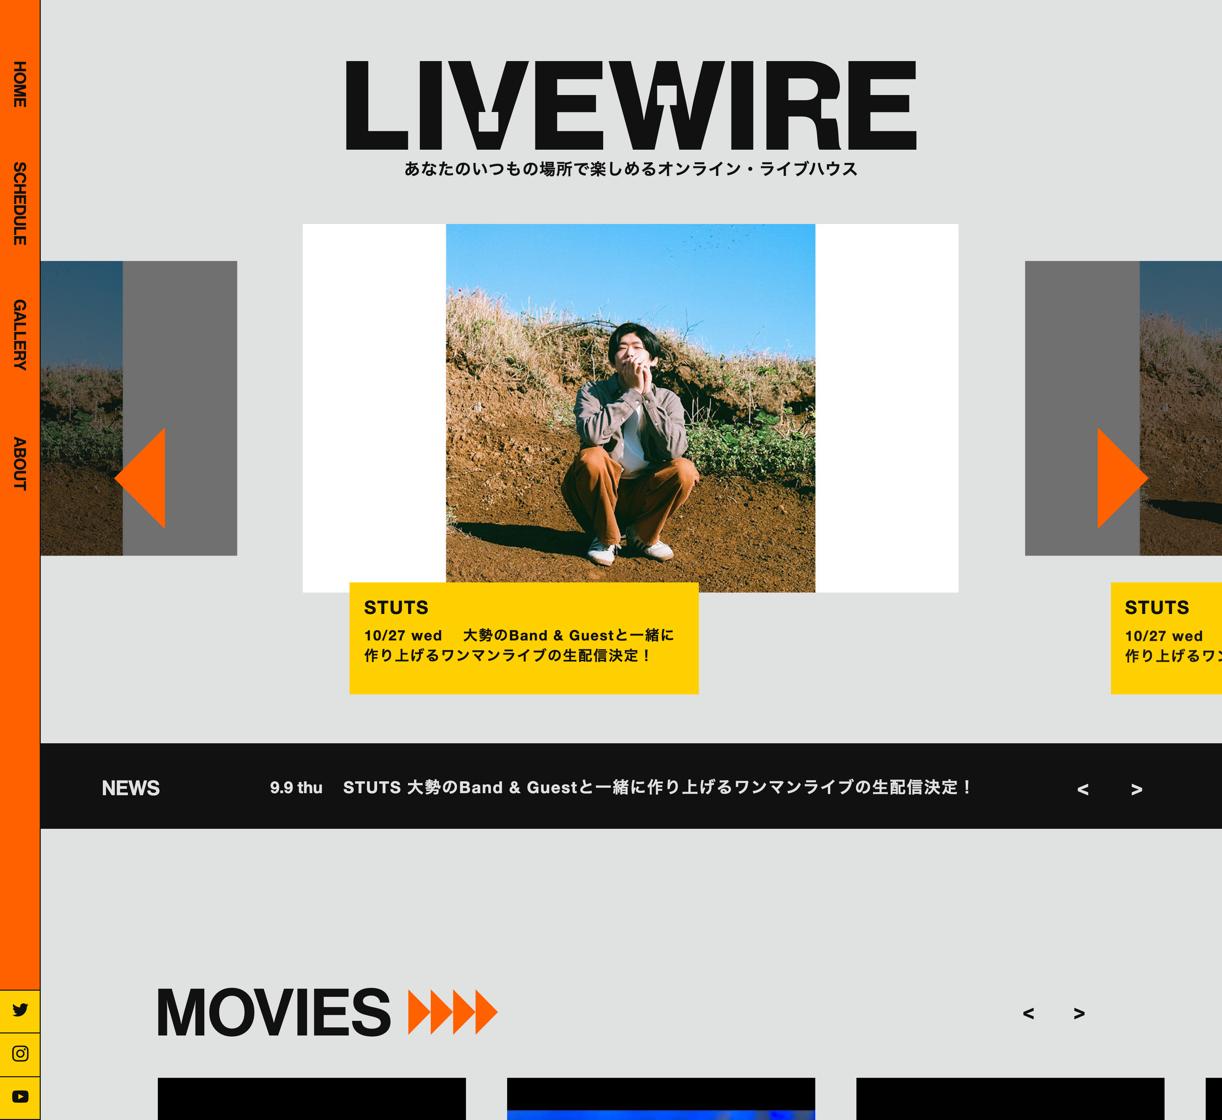 HOME
SCHEDULE
GALLERY
ABOUT
LIVEWIRE
あなたのいつもの場所で楽しめるオンライン・ライブハウス
STUTS
10/27 wed 大勢のBand & Guestと一緒に
作り上げるワンマンライブの生配信決定！
STUTS
10/27 wed
作り上げるワン
NEWS
9.9 thu STUTS 大勢のBand & Guestと一緒に作り上げるワンマンライブの生配信決定！
< >
MOVIES
< >